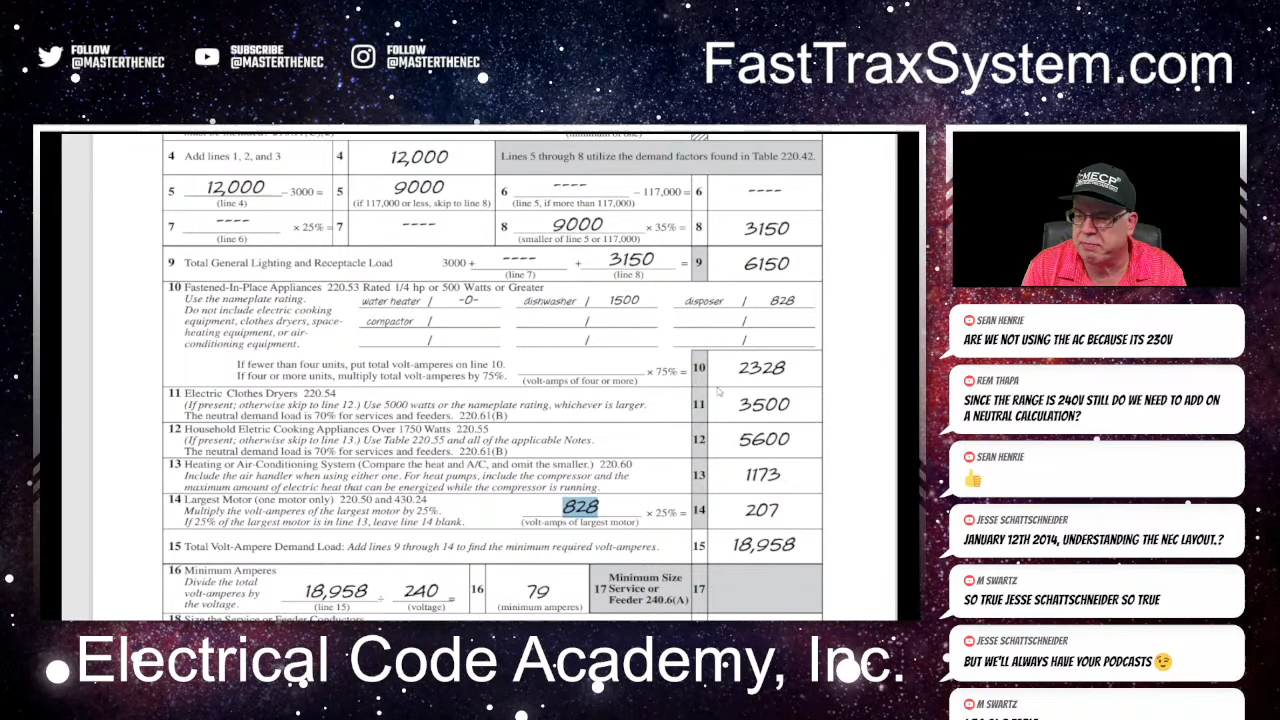 FOLLOW
@MASTERTHENEC
SUBSCRIBE
@MASTERTHENEC
FOLLOW
@MASTERTHENEC
FastTraxSystem.com
4 Add lines 1, 2, and 3 4 12,000 Lines 5 through 8 utilize the demand factors found in Table 220.42.
5 12,000 – 3000 = 5 9000 6 ---- – 117,000 = 6 ----
(line 4) (if 117,000 or less, skip to line 8) (line 5, if more than 117,000)
7 ---- × 25% = 7 ---- 8 9000 × 35% = 8 3150
(line 6) (smaller of line 5 or 117,000)
9 Total General Lighting and Receptacle Load 3000 + ---- + 3150 = 9 6150
(line 7) (line 8)
10 Fastened-In-Place Appliances 220.53 Rated 1/4 hp or 500 Watts or Greater
Use the nameplate rating. water heater / -0- dishwasher / 1500 disposer / 828
Do not include electric cooking
equipment, clothes dryers, space- compactor / / /
heating equipment, or air-
conditioning equipment. / / /
If fewer than four units, put total volt-amperes on line 10.
If four or more units, multiply total volt-amperes by 75%. × 75% = 10 2328
(volt-amps of four or more)
11 Electric Clothes Dryers 220.54
(If present; otherwise skip to line 12.) Use 5000 watts or the nameplate rating, whichever is larger. 11 3500
The neutral demand load is 70% for services and feeders. 220.61(B)
12 Household Eletric Cooking Appliances Over 1750 Watts 220.55
(If present; otherwise skip to line 13.) Use Table 220.55 and all of the applicable Notes. 12 5600
The neutral demand load is 70% for services and feeders. 220.61(B)
13 Heating or Air-Conditioning System (Compare the heat and A/C, and omit the smaller.) 220.60
Include the air handler when using either one. For heat pumps, include the compressor and the 13 1173
maximum amount of electric heat that can be energized while the compressor is running.
14 Largest Motor (one motor only) 220.50 and 430.24
Multiply the volt-amperes of the largest motor by 25%. 828 × 25% = 14 207
If 25% of the largest motor is in line 13, leave line 14 blank. (volt-amps of largest motor)
15 Total Volt-Ampere Demand Load: Add lines 9 through 14 to find the minimum required volt-amperes. 15 18,958
16 Minimum Amperes
Divide the total
volt-amperes by
the voltage. 18,958 ÷ 240 = 16 79
(line 15) (voltage) (minimum amperes)
Minimum Size
17 Service or 17
Feeder 240.6(A)
18 Size the Service or Feeder Conductors
MECP
SEAN HENRIE
ARE WE NOT USING THE AC BECAUSE ITS 230V
REM THAPA
SINCE THE RANGE IS 240V STILL DO WE NEED TO ADD ON
A NEUTRAL CALCULATION?
SEAN HENRIE
👍
JESSE SCHATTSCHNEIDER
JANUARY 12TH 2014, UNDERSTANDING THE NEC LAYOUT.?
M SWARTZ
SO TRUE JESSE SCHATTSCHNEIDER SO TRUE
JESSE SCHATTSCHNEIDER
BUT WE'LL ALWAYS HAVE YOUR PODCASTS 😉
M SWARTZ
Electrical Code Academy, Inc.